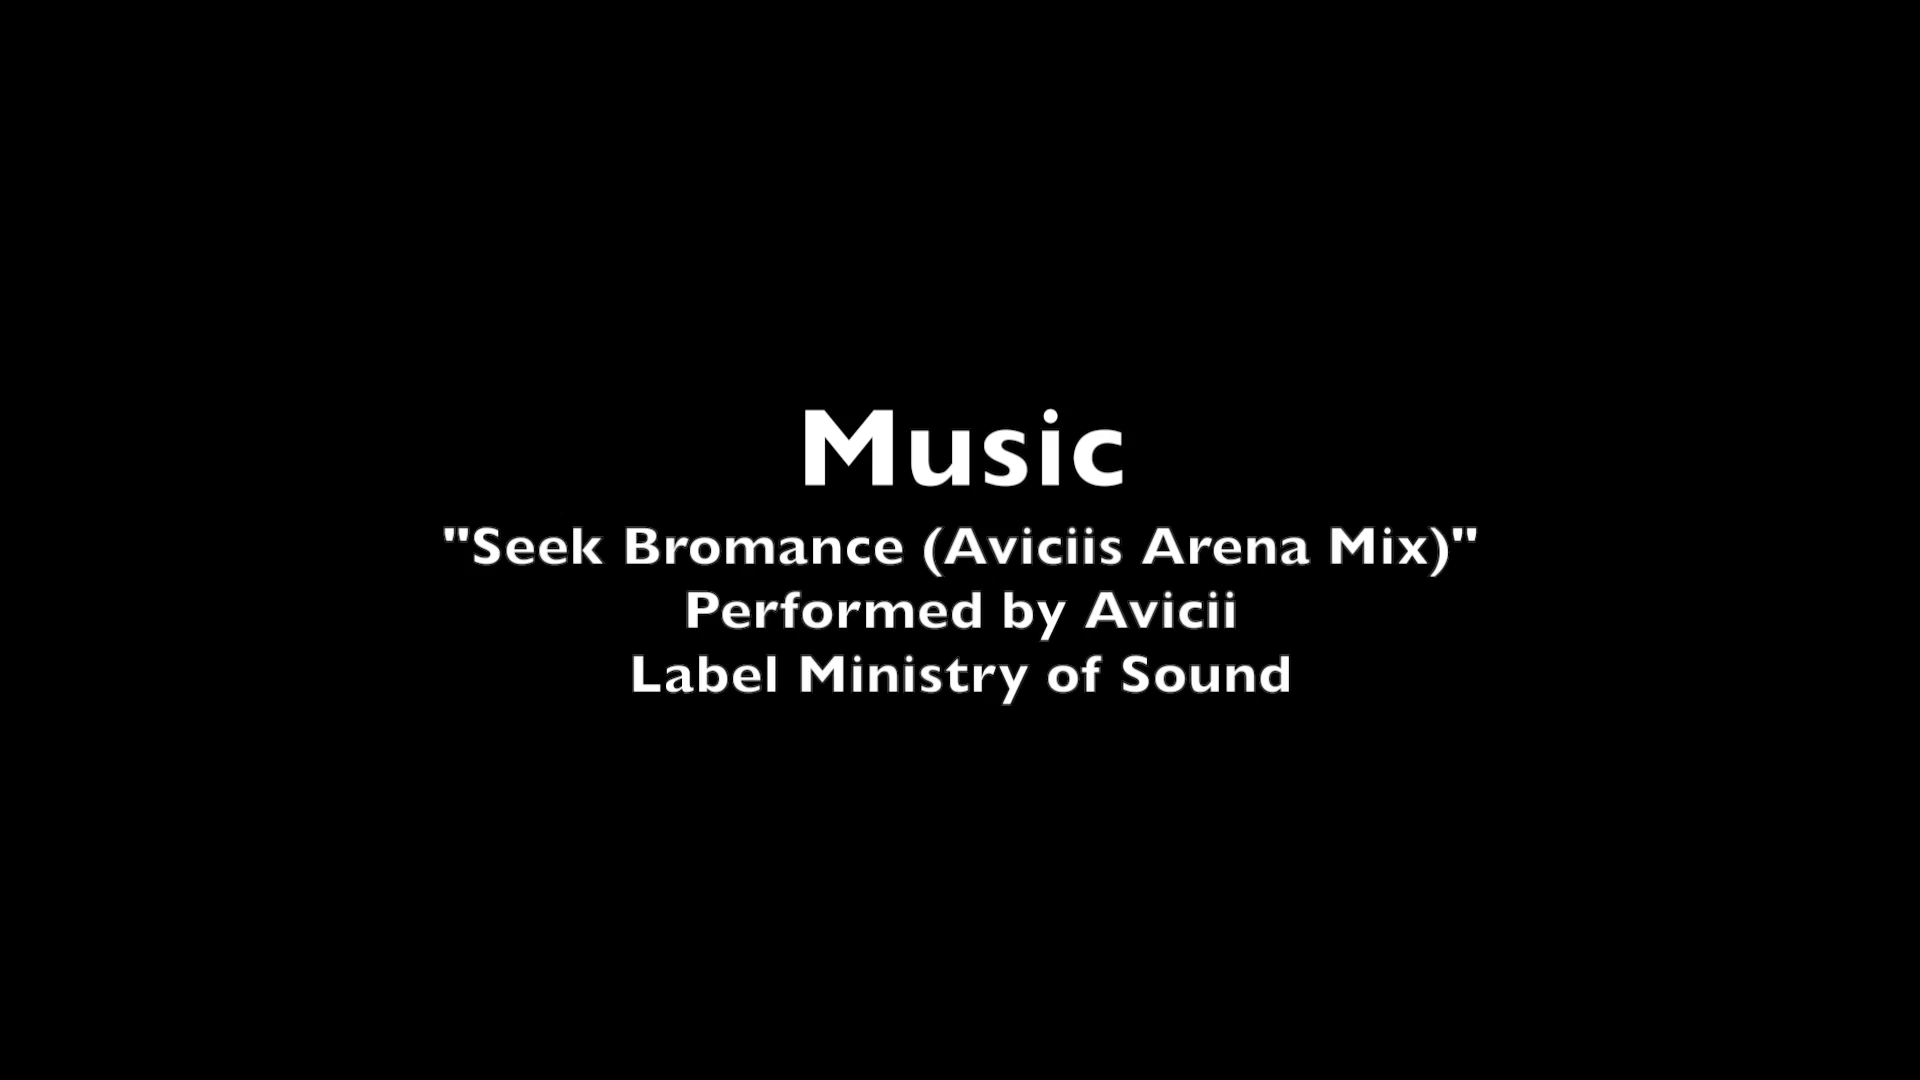 Music
"Seek Bromance (Aviciis Arena Mix)"
Performed by Avicii
Label Ministry of Sound